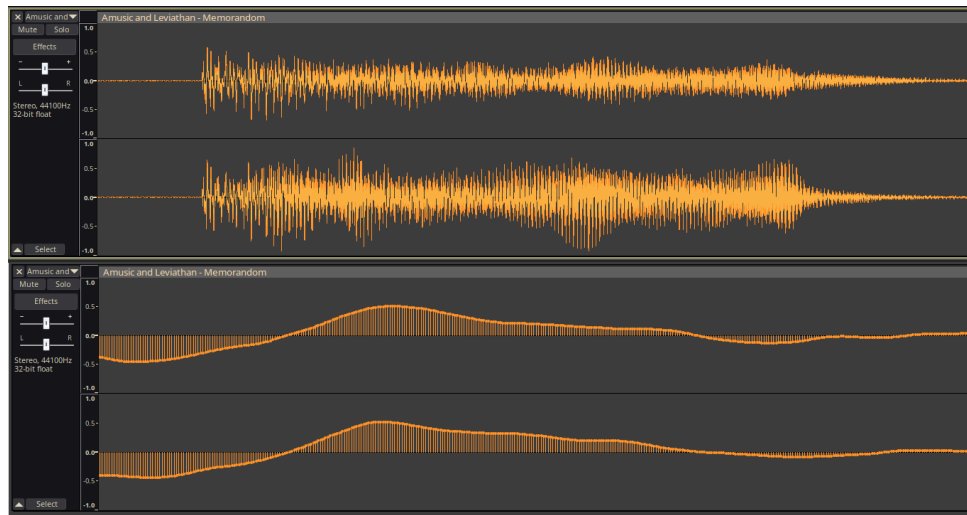 Amusic and
Amusic and Leviathan - Memorandom
Mute Solo
Effects
- +
L R
Stereo, 44100Hz
32-bit float
Select
1.0
0.5-
0.0-
-0.5-
-1.0
1.0
0.5-
0.0-
-0.5-
-1.0
Amusic and
Amusic and Leviathan - Memorandom
Mute Solo
Effects
- +
L R
Stereo, 44100Hz
32-bit float
Select
1.0
0.5-
0.0-
-0.5-
-1.0
1.0
0.5-
0.0-
-0.5-
-1.0